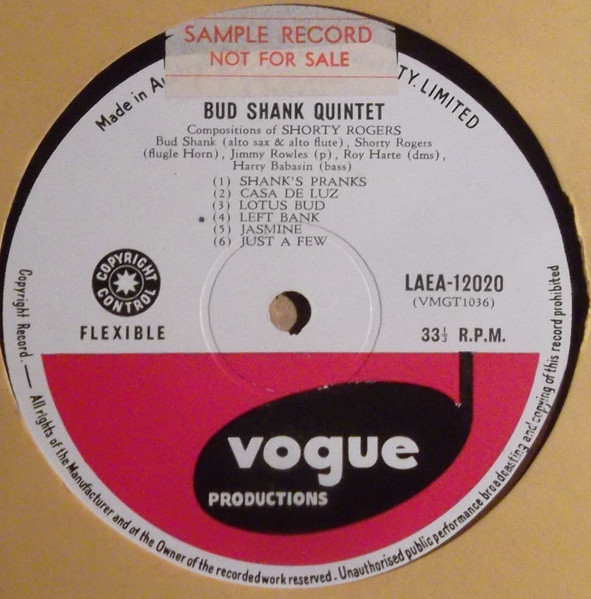 SAMPLE RECORD
NOT FOR SALE
Made in
TY. LIMITED
BUD SHANK QUINTET
Compositions of SHORTY ROGERS
Bud Shank (alto sax & alto flute), Shorty Rogers
(flugle Horn), Jimmy Rowles (p), Roy Harte (dms),
Harry Babasin (bass)
(1) SHANK'S PRANKS
(2) CASA DE LUZ
(3) LOTUS BUD
(4) LEFT BANK
(5) JASMINE
(6) JUST A FEW
COPYRIGHT
CONTROL
FLEXIBLE
LAEA-12020
(VMGT1036)
33⅓ R.P.M.
vogue
PRODUCTIONS
Copyright Record. — All rights of the Manufacturer and of the Owner of the recorded work reserved. Unauthorised public performance broadcasting and copying of this record prohibited